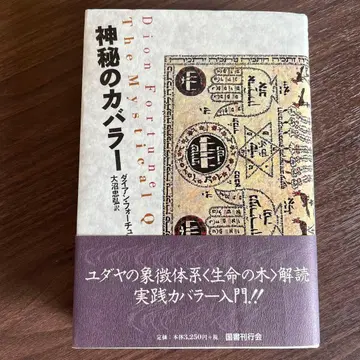 Dion Fortune
The Mystical Q
神秘のカバラー
ダイアン・フォーチュ
大沼忠弘訳
ユダヤの象徴体系〈生命の木〉解読
実践カバラー入門!!
定価:本体3,250円+税
国書刊行会